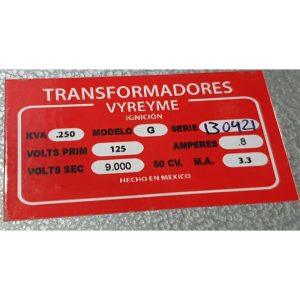 TRANSFORMADORES
VYREYME
IGNICIÓN
KVA .250 MODELO G SERIE 130421
VOLTS PRIM 125 AMPERES .8
VOLTS SEC 9.000 60 CV. M.A. 3.3
HECHO EN MEXICO